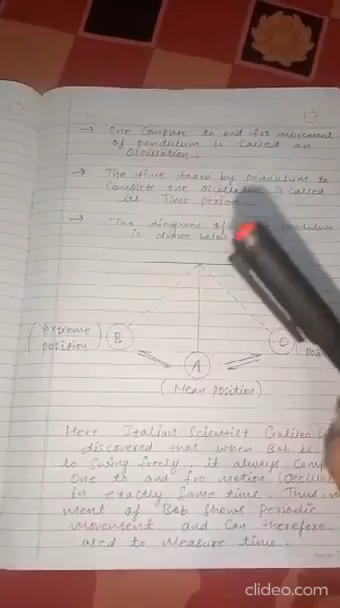 → One Complete to and fro movement
of pendulum is called an
Oscillation.
→ The time taken by pendulum to
Complete one oscillation is called
its Time period
→ The diagram of pendulum
is drawn below
(extreme
position)
B
A
C
(Mean position)
Here Italian Scientist Galileo
discovered that when Bob is
to swing freely, it always
One to and fro motion
in exactly same time. Thus,
of Bob shows Periodic
movement and can therefore
used to measure time.
clideo.com